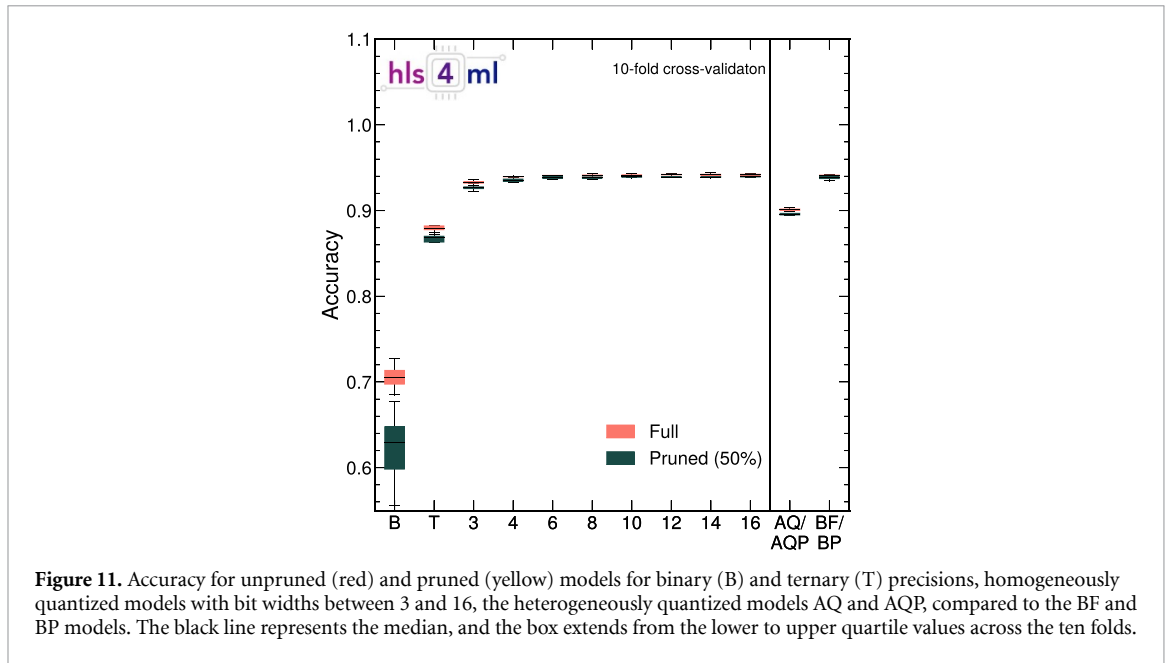 1.1
hls 4 ml
10-fold cross-validaton
1.0
0.9
0.8
0.7
0.6
Accuracy
Full
Pruned (50%)
B T 3 4 6 8 10 12 14 16 AQ/ BF/
AQP BP
Figure 11. Accuracy for unpruned (red) and pruned (yellow) models for binary (B) and ternary (T) precisions, homogeneously
quantized models with bit widths between 3 and 16, the heterogeneously quantized models AQ and AQP, compared to the BF and
BP models. The black line represents the median, and the box extends from the lower to upper quartile values across the ten folds.